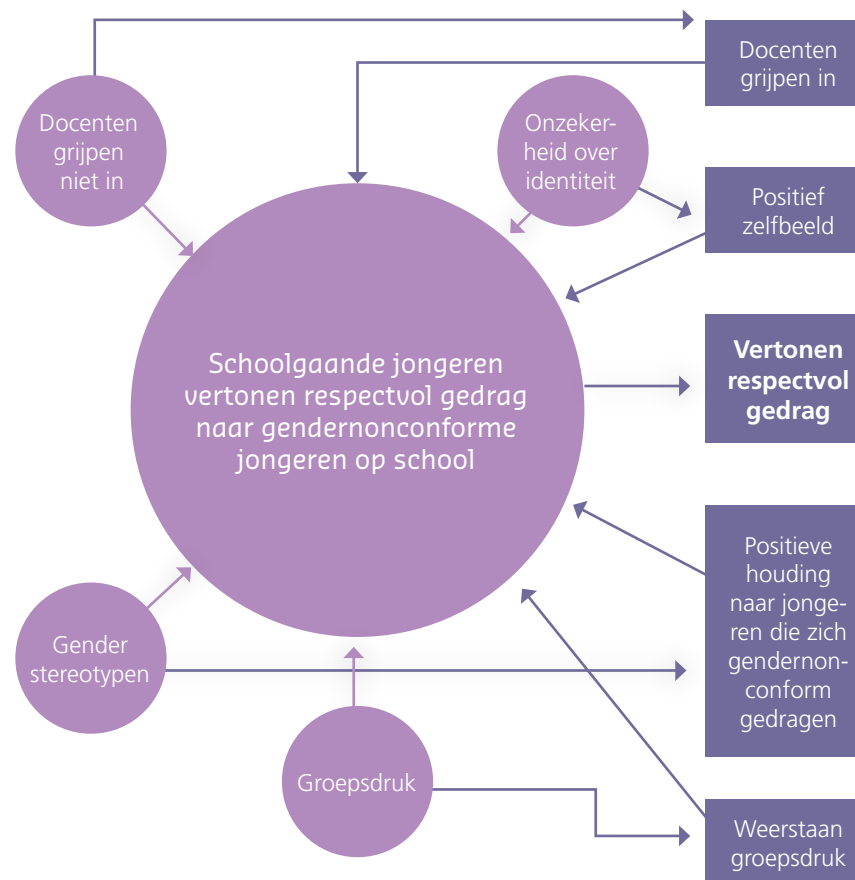 Docenten
grijpen in
Docenten
grijpen
niet in
Onzeker-
heid over
identiteit
Positief
zelfbeeld
Schoolgaande jongeren
vertonen respectvol gedrag
naar gendernonconforme
jongeren op school
Vertonen
respectvol
gedrag
Positieve
houding
naar jonge-
ren die zich
gendernon-
conform
gedragen
Gender
stereotypen
Groepsdruk
Weerstaan
groepsdruk